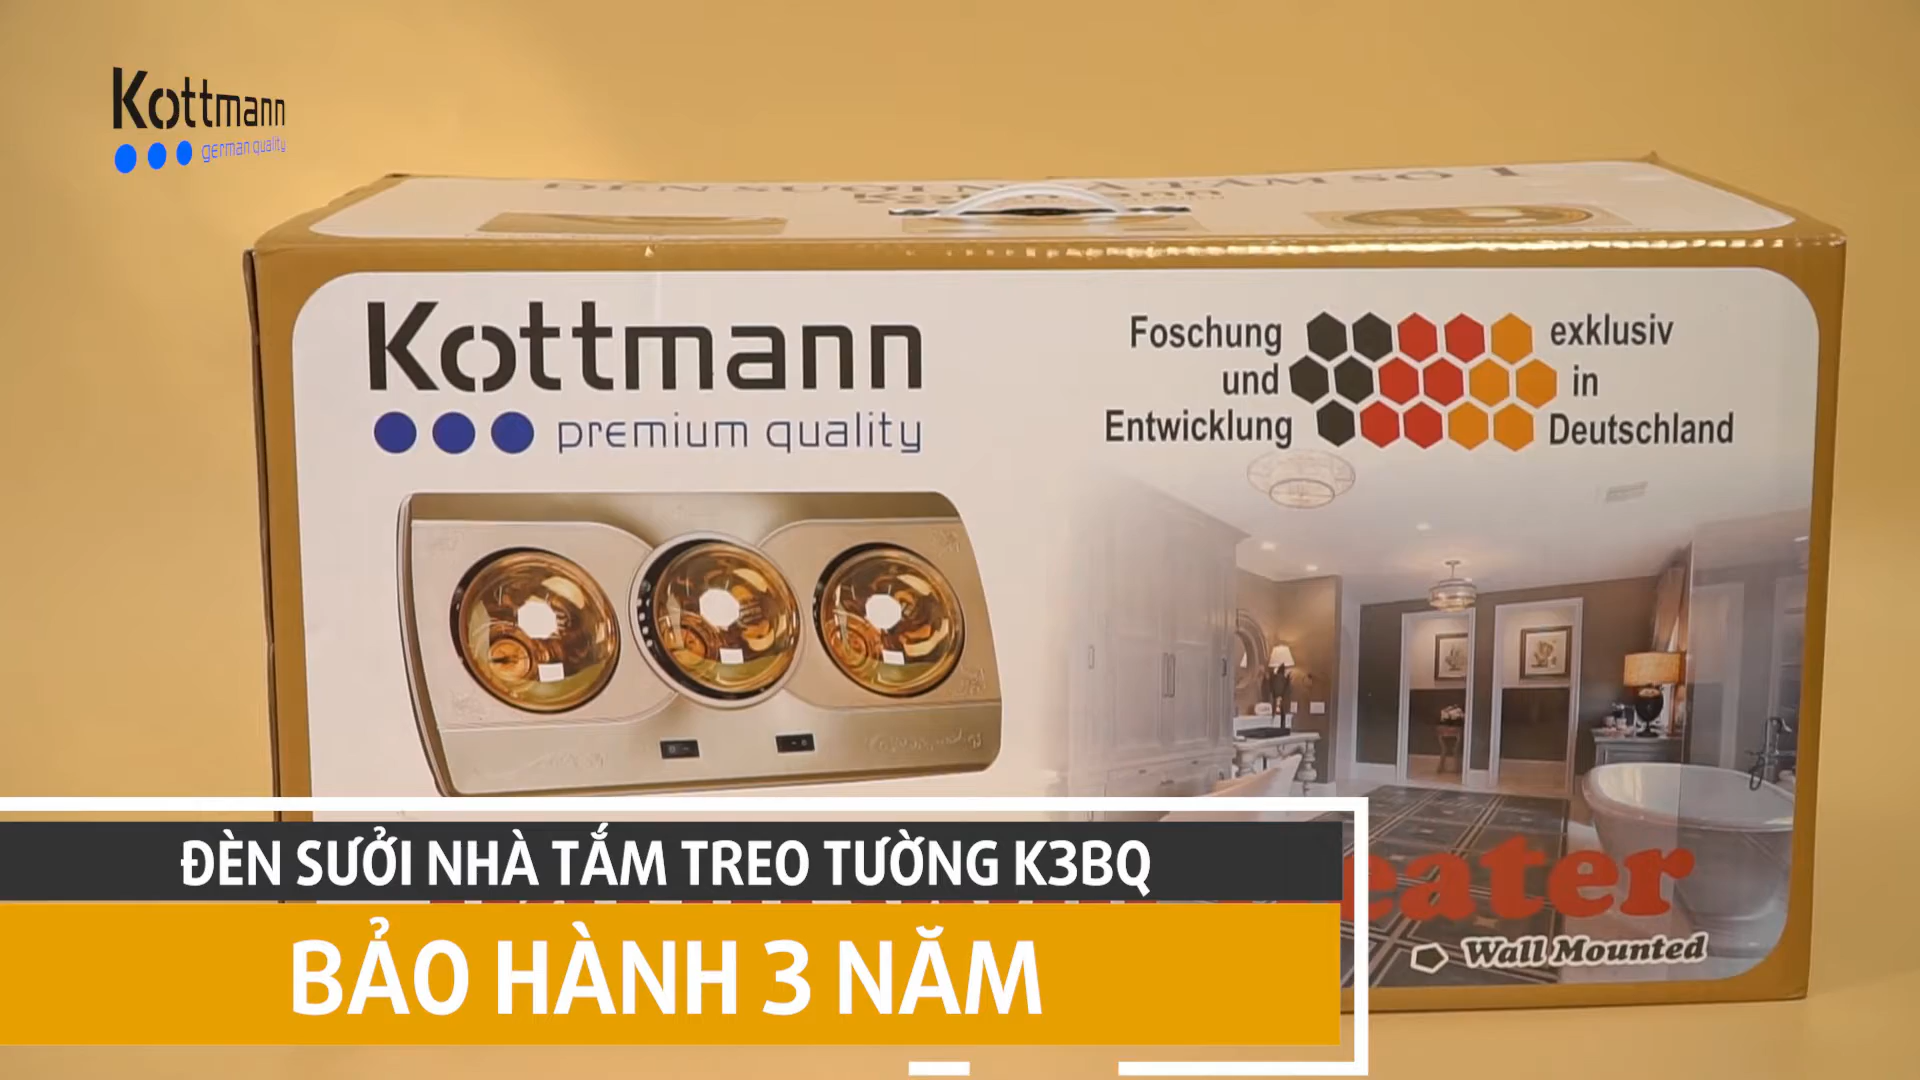 Kottmann
german quality
Kottmann
premium quality
Foschung
und
Entwicklung
exklusiv
in
Deutschland
Wall Mounted
ĐÈN SƯỞI NHÀ TẮM TREO TƯỜNG K3BQ
BẢO HÀNH 3 NĂM